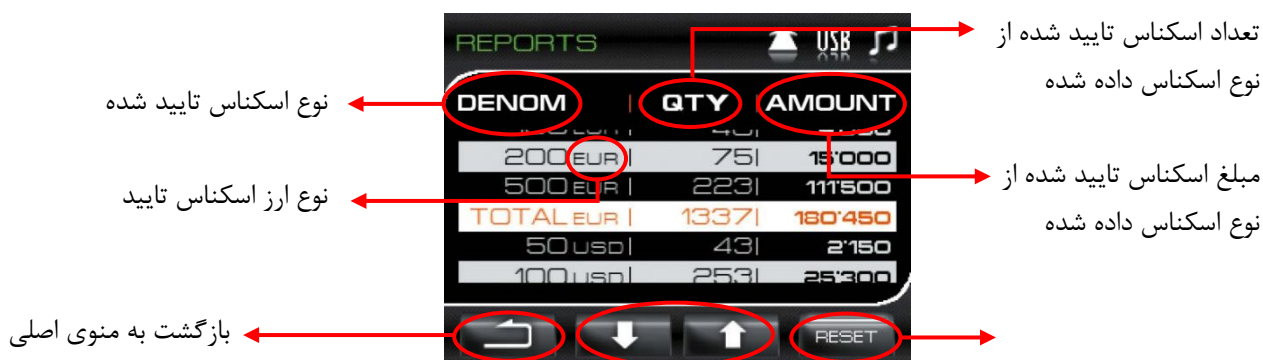 تعداد اسکناس تایید شده از
نوع اسکناس داده شده
REPORTS USB
نوع اسکناس تایید شده
DENOM | QTY | AMOUNT
200 EUR | 75| 15'000
مبلغ اسکناس تایید شده از
نوع اسکناس داده شده
نوع ارز اسکناس تایید
500 EUR | 223| 111'500
TOTAL EUR | 1337| 180'450
50 USD| 43| 2'150
100 USD| 253| 25'300
بازگشت به منوی اصلی
RESET